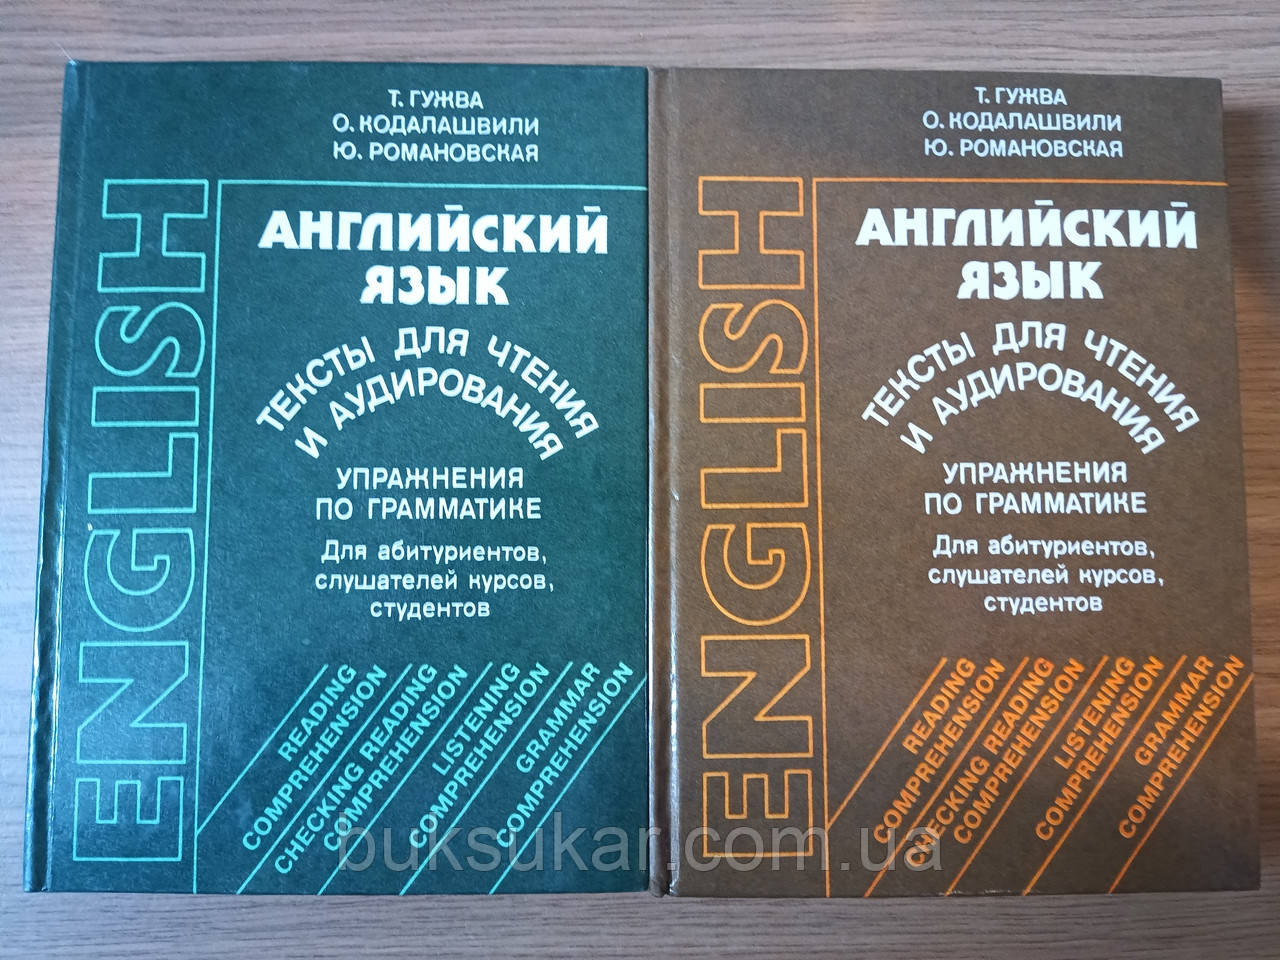 Т. ГУЖВА
О. КОДАЛАШВИЛИ
Ю. РОМАНОВСКАЯ
ENGLISH
АНГЛИЙСКИЙ
ЯЗЫК
ТЕКСТЫ ДЛЯ ЧТЕНИЯ
И АУДИРОВАНИЯ
УПРАЖНЕНИЯ
ПО ГРАММАТИКЕ
Для абитуриентов,
слушателей курсов,
студентов
READING
COMPREHENSION
CHECKING READING
COMPREHENSION
LISTENING
COMPREHENSION
GRAMMAR
COMPREHENSION
Т. ГУЖВА
О. КОДАЛАШВИЛИ
Ю. РОМАНОВСКАЯ
ENGLISH
АНГЛИЙСКИЙ
ЯЗЫК
ТЕКСТЫ ДЛЯ ЧТЕНИЯ
И АУДИРОВАНИЯ
УПРАЖНЕНИЯ
ПО ГРАММАТИКЕ
Для абитуриентов,
слушателей курсов,
студентов
READING
COMPREHENSION
CHECKING READING
COMPREHENSION
LISTENING
COMPREHENSION
GRAMMAR
COMPREHENSION
buksukar.com.ua